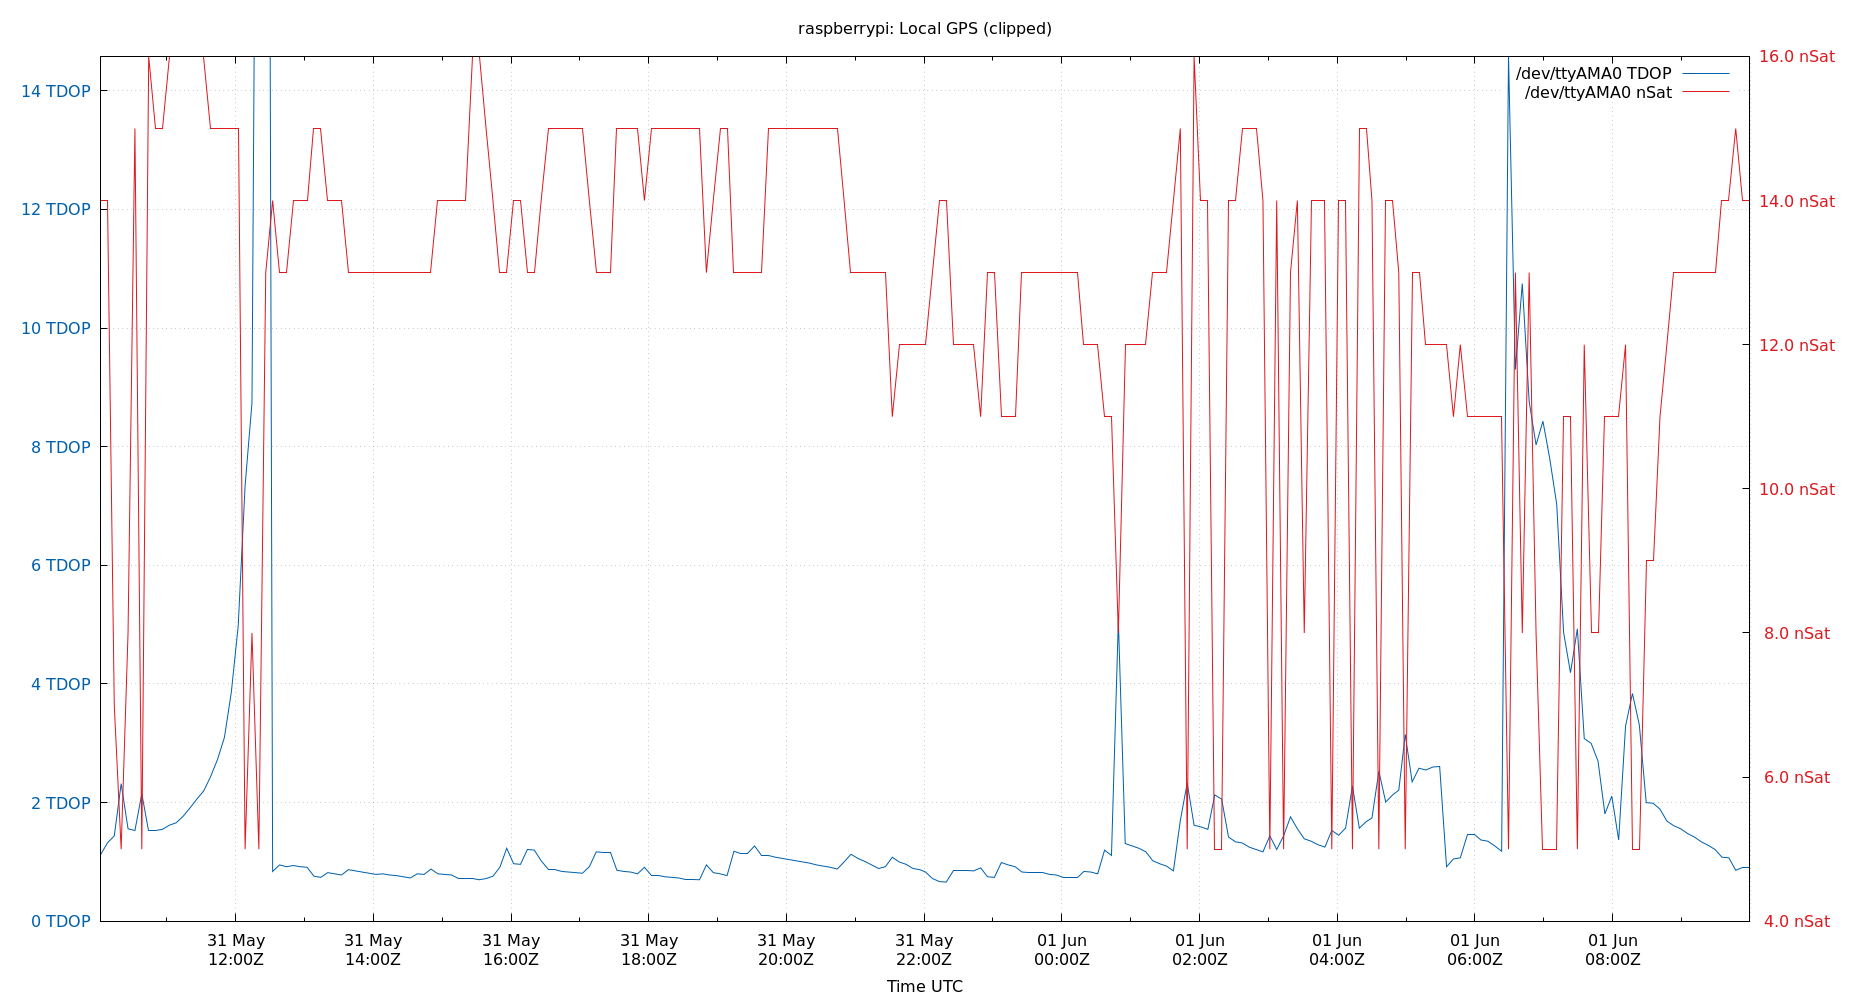 raspberrypi: Local GPS (clipped)
/dev/ttyAMA0 TDOP
/dev/ttyAMA0 nSat
14 TDOP
12 TDOP
10 TDOP
8 TDOP
6 TDOP
4 TDOP
2 TDOP
0 TDOP
16.0 nSat
14.0 nSat
12.0 nSat
10.0 nSat
8.0 nSat
6.0 nSat
4.0 nSat
31 May
12:00Z
31 May
14:00Z
31 May
16:00Z
31 May
18:00Z
31 May
20:00Z
31 May
22:00Z
01 Jun
00:00Z
01 Jun
02:00Z
01 Jun
04:00Z
01 Jun
06:00Z
01 Jun
08:00Z
Time UTC